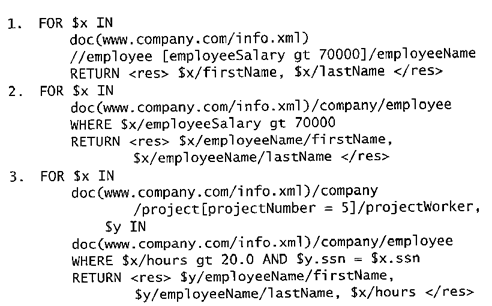 1. FOR $x IN
doc(www.company.com/info.xml)
//employee [employeeSalary gt 70000]/employeeName
RETURN <res> $x/firstName, $x/lastName </res>
2. FOR $x IN
doc(www.company.com/info.xml)/company/employee
WHERE $x/employeeSalary gt 70000
RETURN <res> $x/employeeName/firstName,
$x/employeeName/lastName </res>
3. FOR $x IN
doc(www.company.com/info.xml)/company
/project[projectNumber = 5]/projectWorker,
$y IN
doc(www.company.com/info.xml)/company/employee
WHERE $x/hours gt 20.0 AND $y.ssn = $x.ssn
RETURN <res> $y/employeeName/firstName,
$y/employeeName/lastName, $x/hours </res>